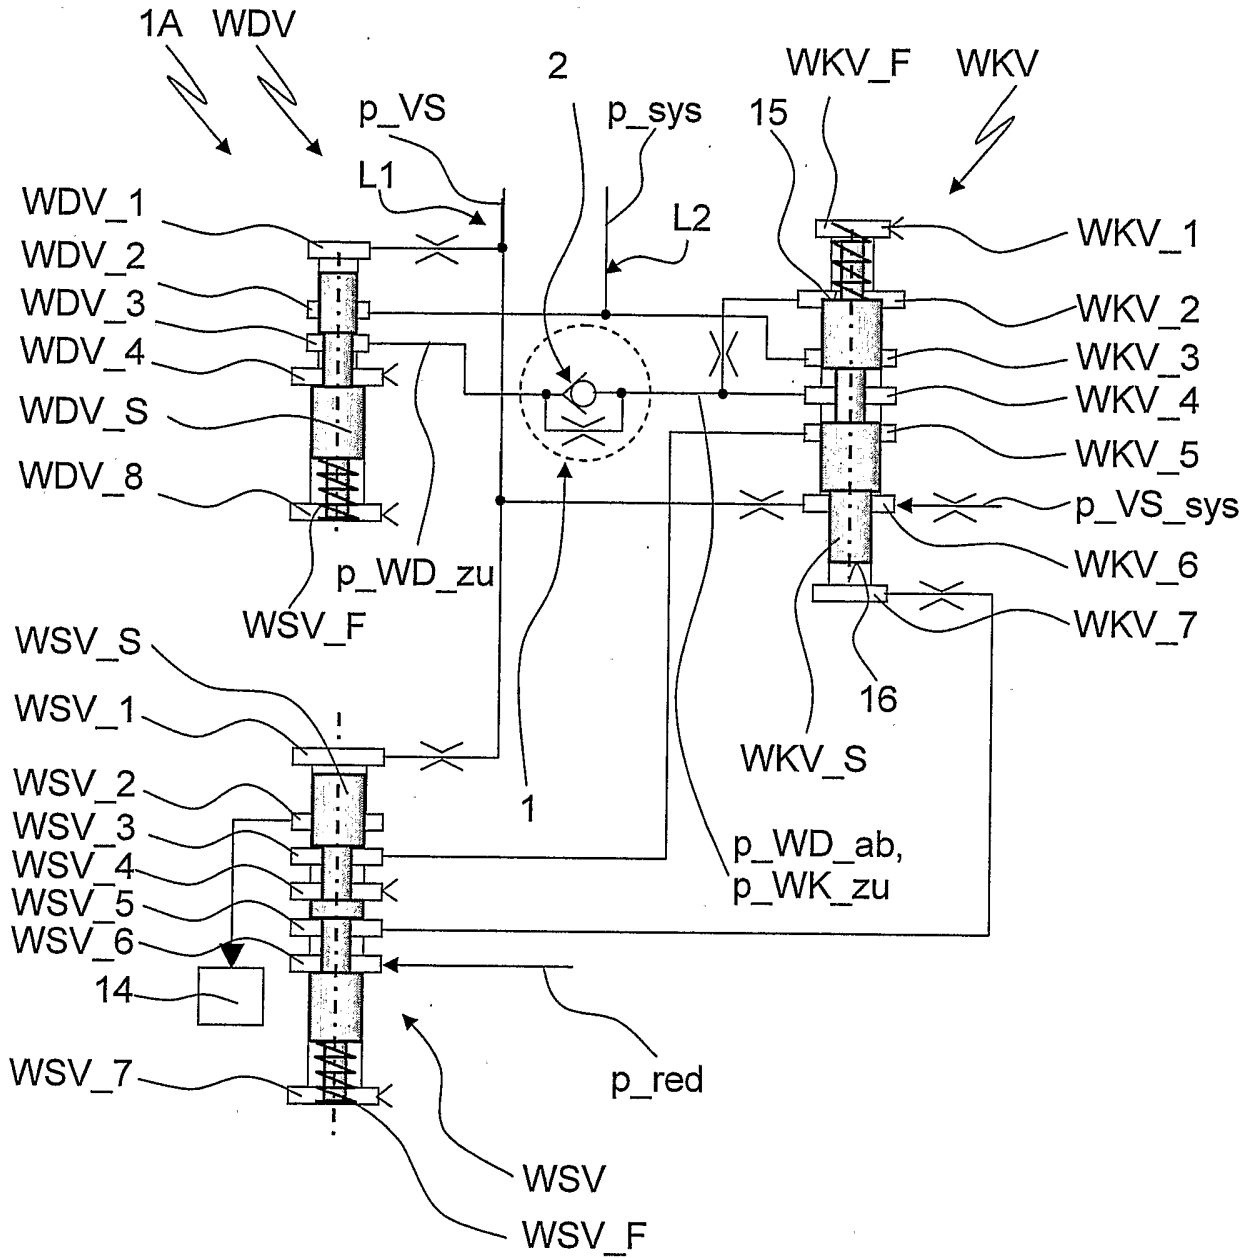 1A WDV
2
WKV_F
WKV
p_VS
p_sys
15
L1
WDV_1
L2
WKV_1
WDV_2
WDV_3
WKV_2
WDV_4
WKV_3
WDV_S
WKV_4
WKV_5
WDV_8
p_VS_sys
p_WD_zu
WKV_6
WSV_F
WKV_7
WSV_S
16
WSV_1
WKV_S
WSV_2
1
WSV_3
p_WD_ab,
WSV_4
p_WK_zu
WSV_5
WSV_6
14
WSV_7
p_red
WSV
WSV_F